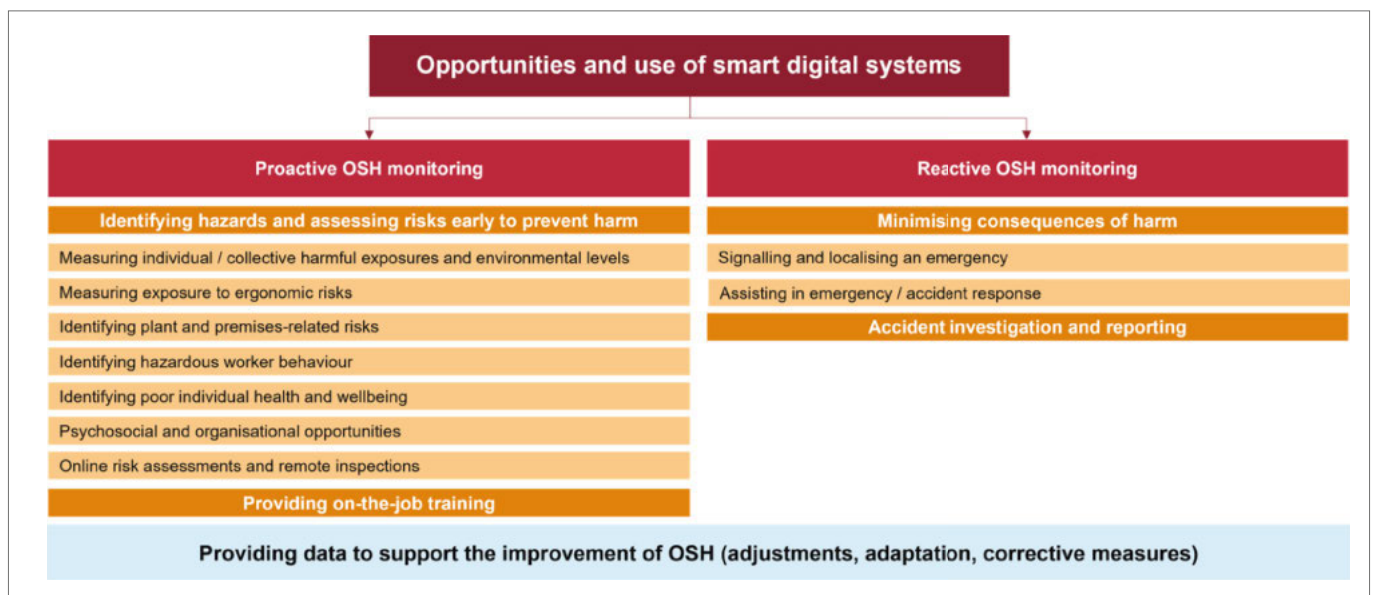 Opportunities and use of smart digital systems
Proactive OSH monitoring
Identifying hazards and assessing risks early to prevent harm
Measuring individual / collective harmful exposures and environmental levels
Measuring exposure to ergonomic risks
Identifying plant and premises-related risks
Identifying hazardous worker behaviour
Identifying poor individual health and wellbeing
Psychosocial and organisational opportunities
Online risk assessments and remote inspections
Providing on-the-job training
Reactive OSH monitoring
Minimising consequences of harm
Signalling and localising an emergency
Assisting in emergency / accident response
Accident investigation and reporting
Providing data to support the improvement of OSH (adjustments, adaptation, corrective measures)